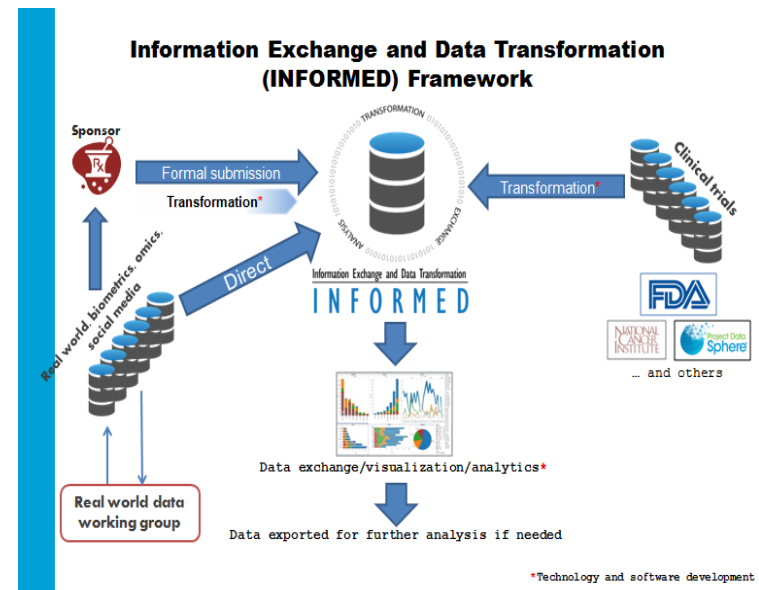 Information Exchange and Data Transformation
(INFORMED) Framework
Sponsor
Rx
Formal submission
Transformation*
TRANSFORMATION
EXCHANGE
ANALYSIS
Transformation*
Clinical trials
Direct
Real world, biometrics, omics,
social media
Information Exchange and Data Transformation
INFORMED
FDA
NATIONAL
CANCER
INSTITUTE
Project Data
Sphere
… and others
Data exchange/visualization/analytics*
Real world data
working group
Data exported for further analysis if needed
*Technology and software development